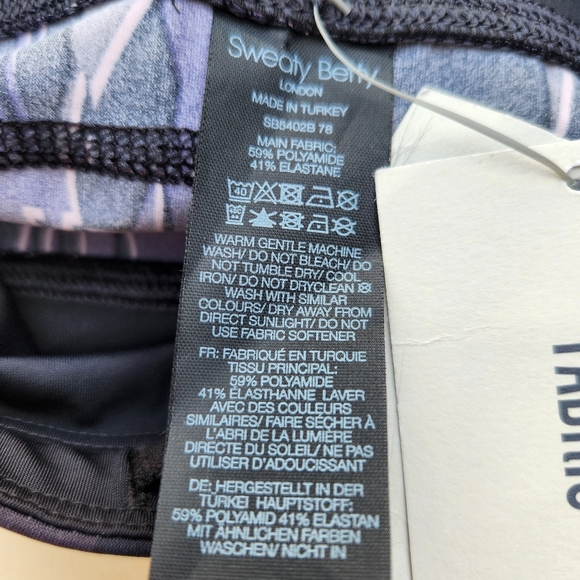 Sweaty Betty
LONDON
MADE IN TURKEY
SB5402B 78
MAIN FABRIC:
59% POLYAMIDE
41% ELASTANE
40
WARM GENTLE MACHINE
WASH/ DO NOT BLEACH/ DO
NOT TUMBLE DRY/ COOL
IRON/ DO NOT DRYCLEAN
WASH WITH SIMILAR
COLOURS/ DRY AWAY FROM
DIRECT SUNLIGHT/ DO NOT
USE FABRIC SOFTENER
FR: FABRIQUÉ EN TURQUIE
TISSU PRINCIPAL:
59% POLYAMIDE
41% ÉLASTHANNE LAVER
AVEC DES COULEURS
SIMILAIRES/ FAIRE SÉCHER À
L'ABRI DE LA LUMIÈRE
DIRECTE DU SOLEIL/ NE PAS
UTILISER D'ADOUCISSANT
DE: HERGESTELLT IN DER
TÜRKEI HAUPTSTOFF:
59% POLYAMID 41% ELASTAN
MIT ÄHNLICHEN FARBEN
WASCHEN/ NICHT IN